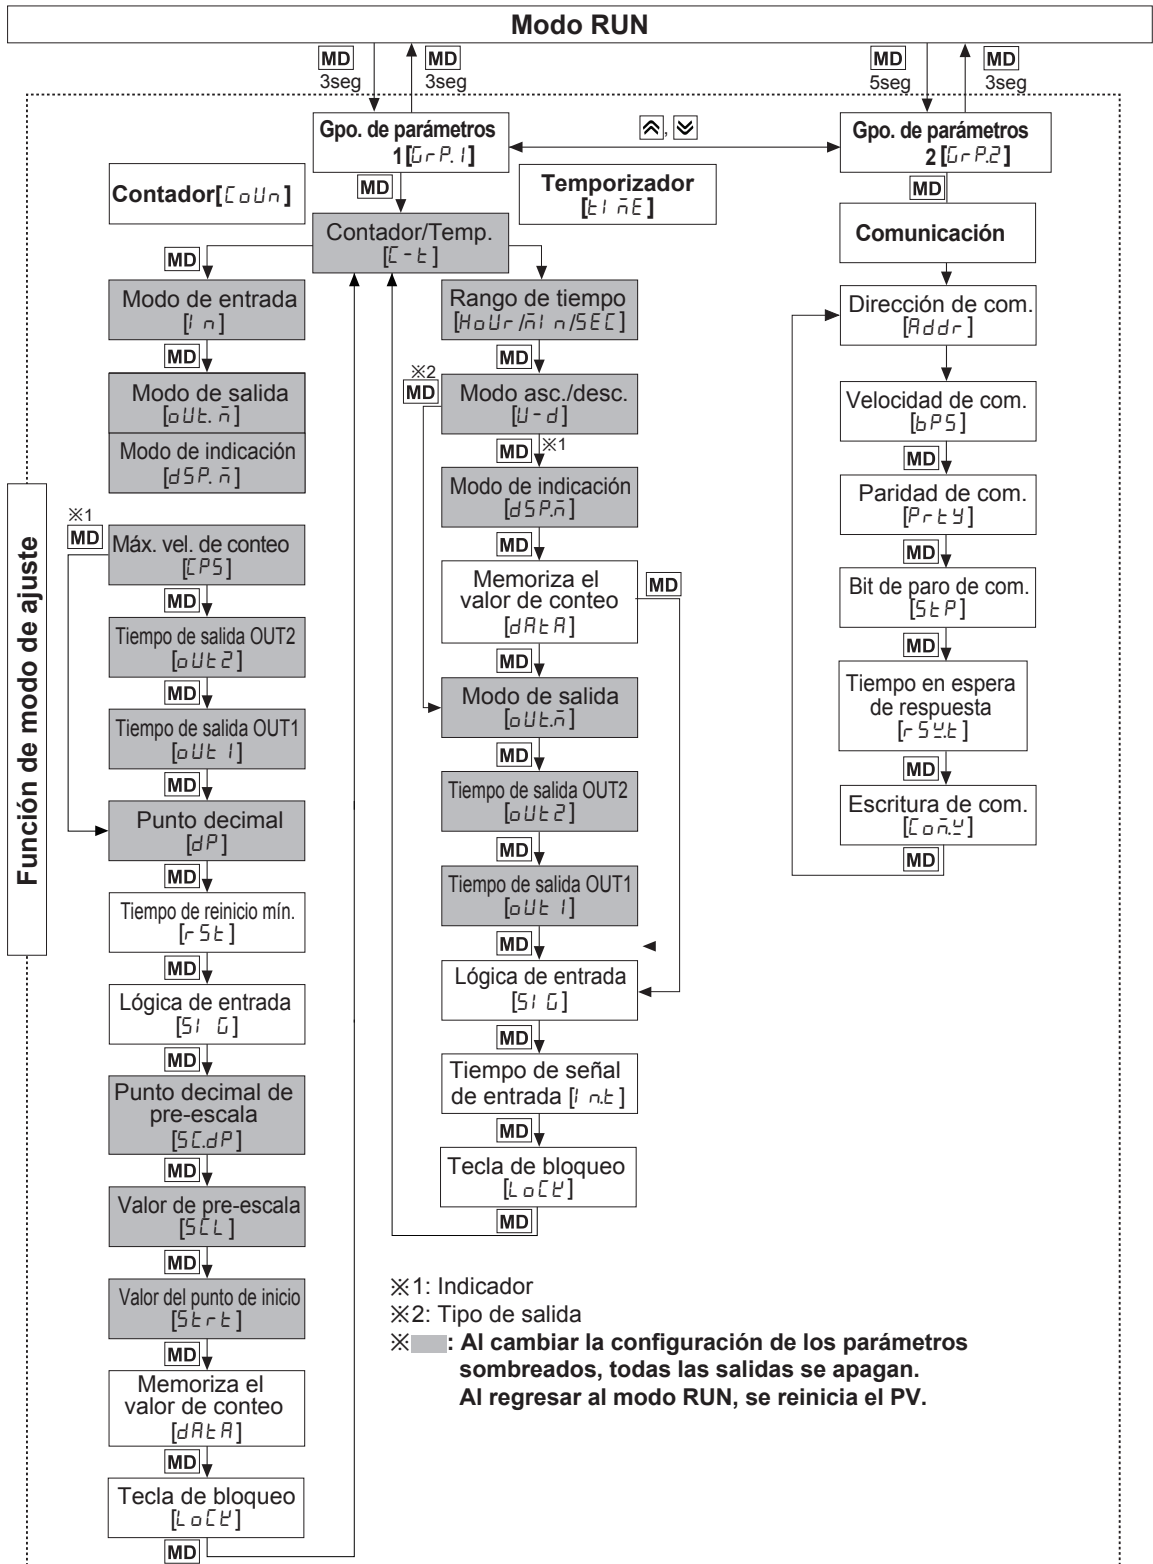 Modo RUN
MD
3seg
MD
3seg
MD
5seg
MD
3seg
Función de modo de ajuste
Gpo. de parámetros
1[GrP.1]
⏫, ⏬
Gpo. de parámetros
2[GrP.2]
MD
Contador[CoUn]
Temporizador
[tIME]
Contador/Temp.
[C-t]
MD
Modo de entrada
[In]
MD
Modo de salida
[oUt.M]
Modo de indicación
[dSP.M]
※1
MD
Máx. vel. de conteo
[CPS]
MD
Tiempo de salida OUT2
[oUt2]
MD
Tiempo de salida OUT1
[oUt1]
MD
Punto decimal
[dP]
MD
Tiempo de reinicio mín.
[rSt]
MD
Lógica de entrada
[SIG]
MD
Punto decimal de
pre-escala
[SC.dP]
MD
Valor de pre-escala
[SCL]
MD
Valor del punto de inicio
[Strt]
MD
Memoriza el
valor de conteo
[dAtA]
MD
Tecla de bloqueo
[LoCK]
MD
Rango de tiempo
[HoUr/MIn/SEC]
MD
※2
MD
Modo asc./desc.
[U-d]
MD
※1
Modo de indicación
[dSP.M]
MD
Memoriza el
valor de conteo
[dAtA]
MD
MD
Modo de salida
[oUt.M]
MD
Tiempo de salida OUT2
[oUt2]
MD
Tiempo de salida OUT1
[oUt1]
MD
Lógica de entrada
[SIG]
MD
Tiempo de señal
de entrada [In.t]
MD
Tecla de bloqueo
[LoCK]
MD
MD
Comunicación
Dirección de com.
[Addr]
Velocidad de com.
[bPS]
MD
Paridad de com.
[PrtY]
MD
Bit de paro de com.
[StP]
MD
Tiempo en espera
de respuesta
[rSW.t]
MD
Escritura de com.
[CoM.W]
MD
※1: Indicador
※2: Tipo de salida
※ : Al cambiar la configuración de los parámetros
sombreados, todas las salidas se apagan.
Al regresar al modo RUN, se reinicia el PV.